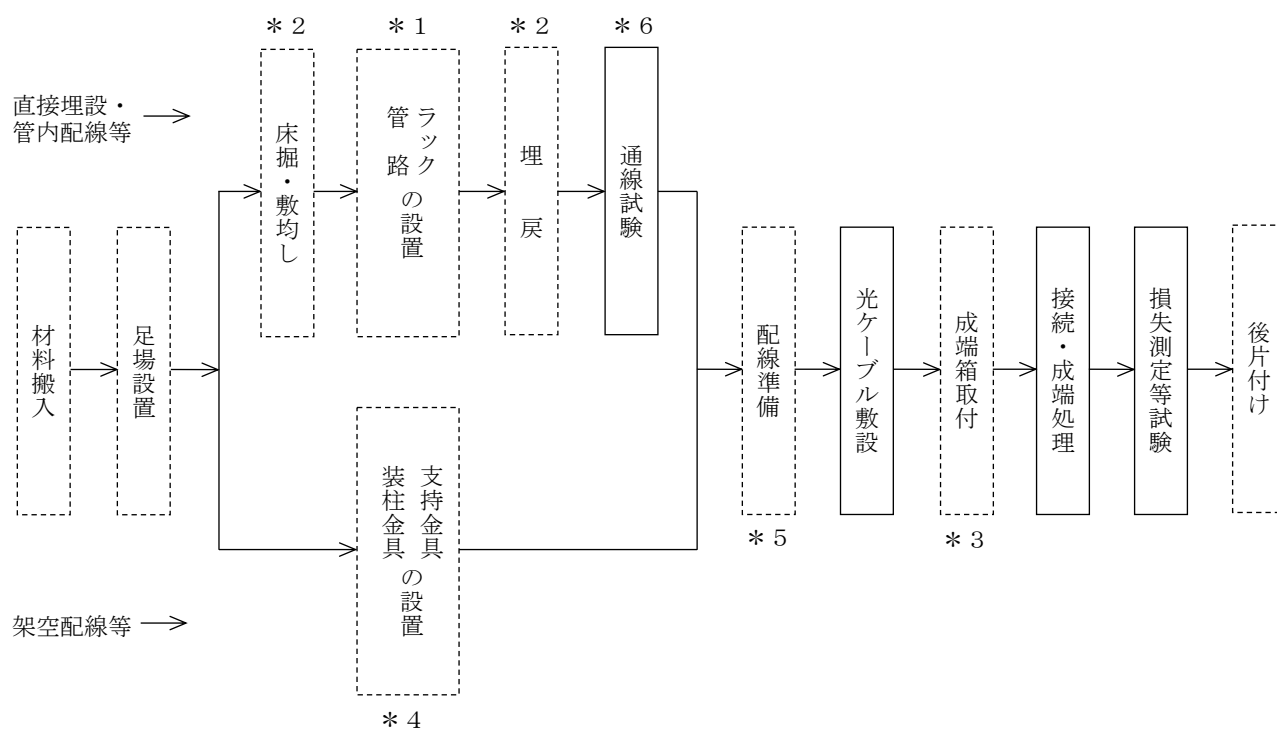 ＊２
＊１
＊２
＊６
直接埋設・
管内配線等
床掘・敷均し
ラック
管路
の設置
埋戻
通線試験
材料搬入
足場設置
配線準備
光ケーブル敷設
成端箱取付
接続・成端処理
損失測定等試験
後片付け
＊５
＊３
支持金具
装柱金具
の設置
架空配線等
＊４